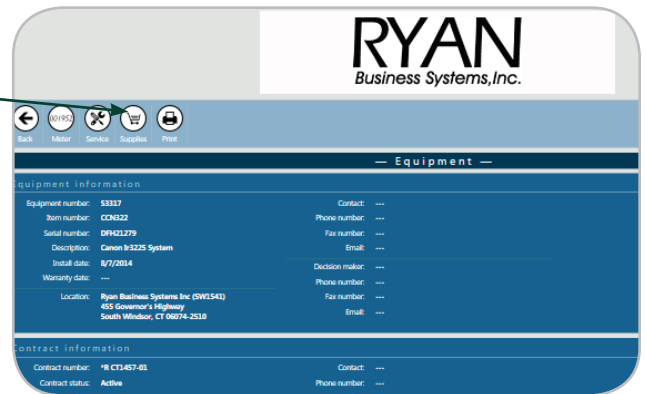 RYAN
Business Systems, Inc.
001952
Back Meter Service Supplies Print
— Equipment —
quipment information
Equipment number: 53317 Contact: ---
Item number: CCN322 Phone number: ---
Serial number: DFH21279 Fax number: ---
Description: Canon Ir3225 System Email: ---
Install date: 8/7/2014 Decision maker: ---
Warranty date: --- Phone number: ---
Location: Ryan Business Systems Inc (SW1541) Fax number: ---
455 Governor's Highway Email: ---
South Windsor, CT 06074-2510
ontract information
Contract number: *R CT1457-01 Contact: ---
Contract status: Active Phone number: ---